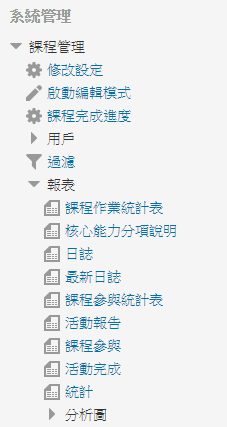 系統管理
課程管理
修改設定
啟動編輯模式
課程完成進度
用戶
過濾
報表
課程作業統計表
核心能力分項說明
日誌
最新日誌
課程參與統計表
活動報告
課程參與
活動完成
統計
分析圖